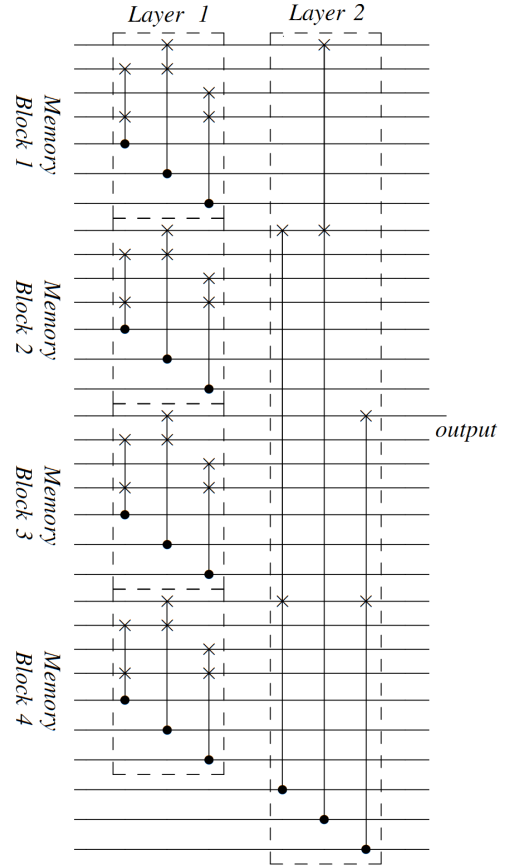 Layer 1
Layer 2
Memory
Block 1
Memory
Block 2
output
Memory
Block 3
Memory
Block 4